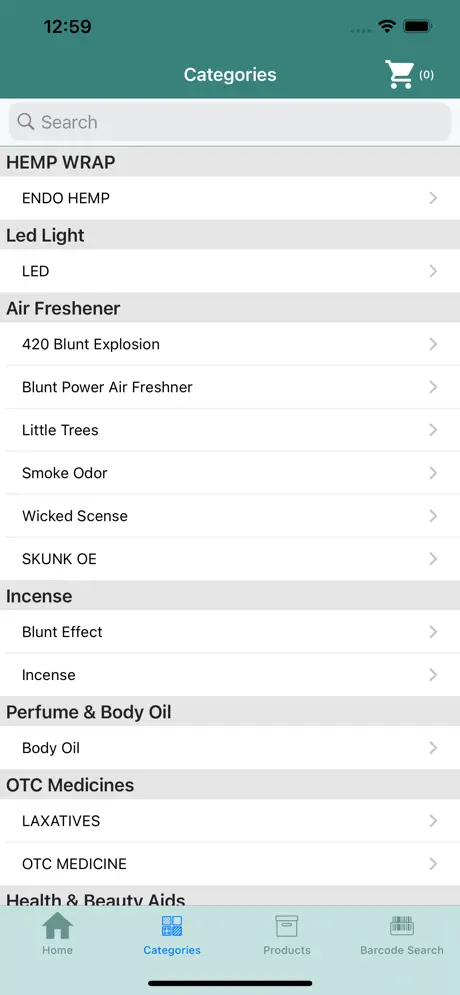 12:59
Categories
(0)
Search
HEMP WRAP
ENDO HEMP
Led Light
LED
Air Freshener
420 Blunt Explosion
Blunt Power Air Freshner
Little Trees
Smoke Odor
Wicked Scense
SKUNK OE
Incense
Blunt Effect
Incense
Perfume & Body Oil
Body Oil
OTC Medicines
LAXATIVES
OTC MEDICINE
Health & Beauty Aids
Home
Categories
Products
Barcode Search